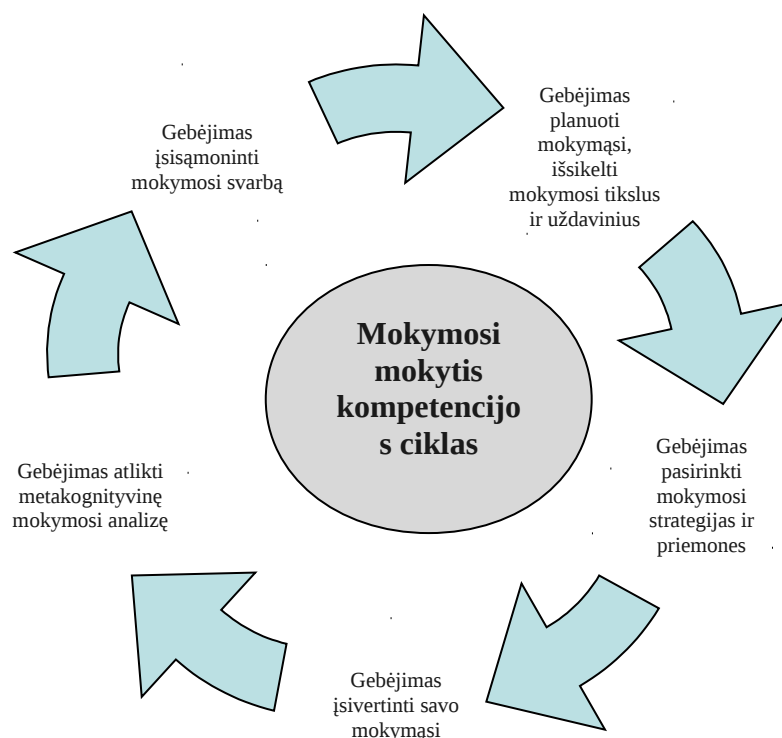 Gebėjimas
įsisąmoninti
mokymosi svarbą
Gebėjimas
planuoti
mokymąsi,
išsikelti
mokymosi tikslus
ir uždavinius
Mokymosi
mokytis
kompetencijo
s ciklas
Gebėjimas
pasirinkti
mokymosi
strategijas ir
priemones
Gebėjimas atlikti
metakognityvinę
mokymosi analizę
Gebėjimas
įsivertinti savo
mokymąsi